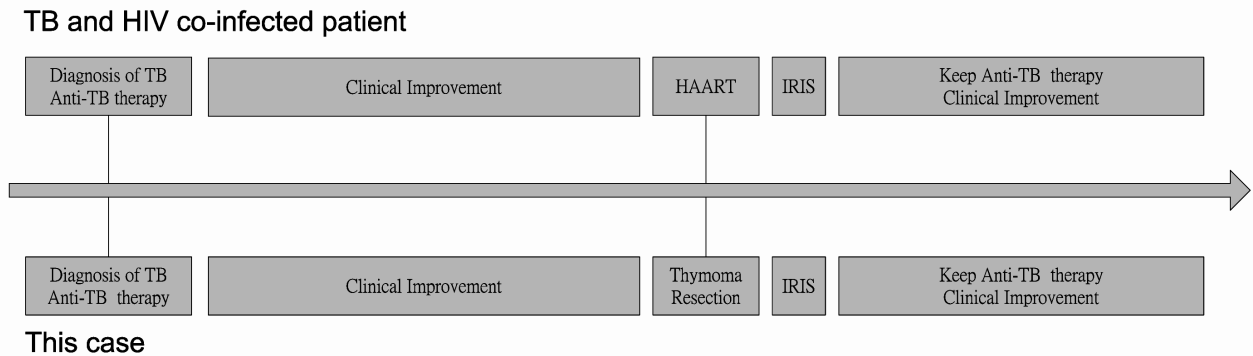 TB and HIV co-infected patient
Diagnosis of TB
Anti-TB therapy
Clinical Improvement
HAART
IRIS
Keep Anti-TB therapy
Clinical Improvement
Diagnosis of TB
Anti-TB therapy
Clinical Improvement
Thymoma
Resection
IRIS
Keep Anti-TB therapy
Clinical Improvement
This case